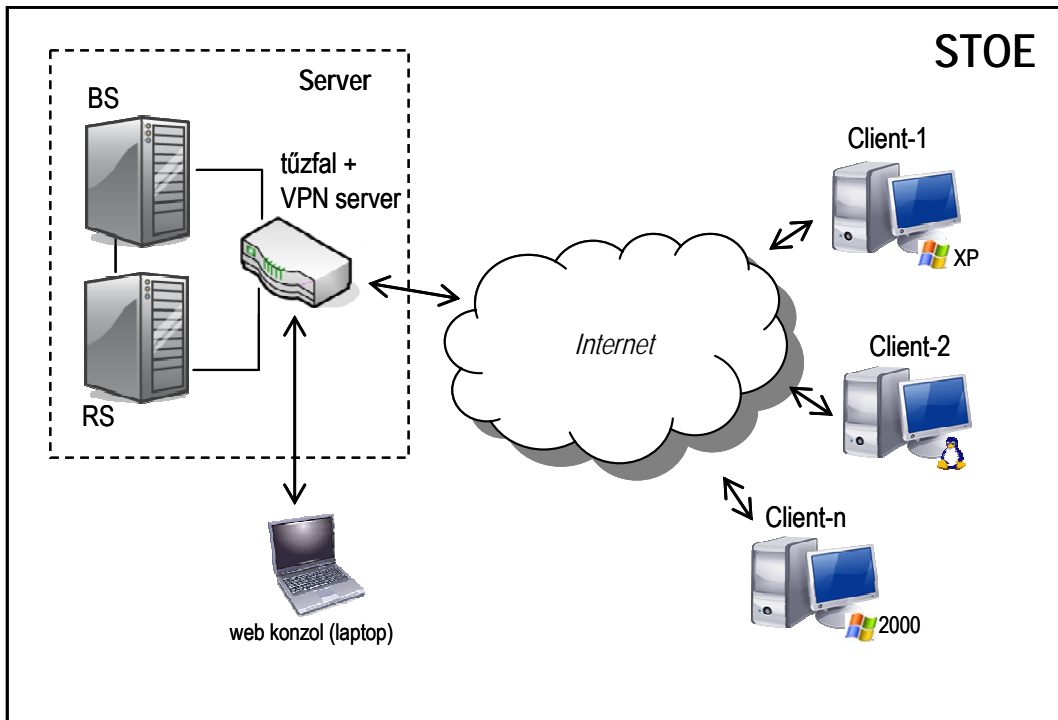 STOE
Server
BS
tűzfal +
VPN server
RS
web konzol (laptop)
Internet
Client-1
XP
Client-2
Client-n
2000